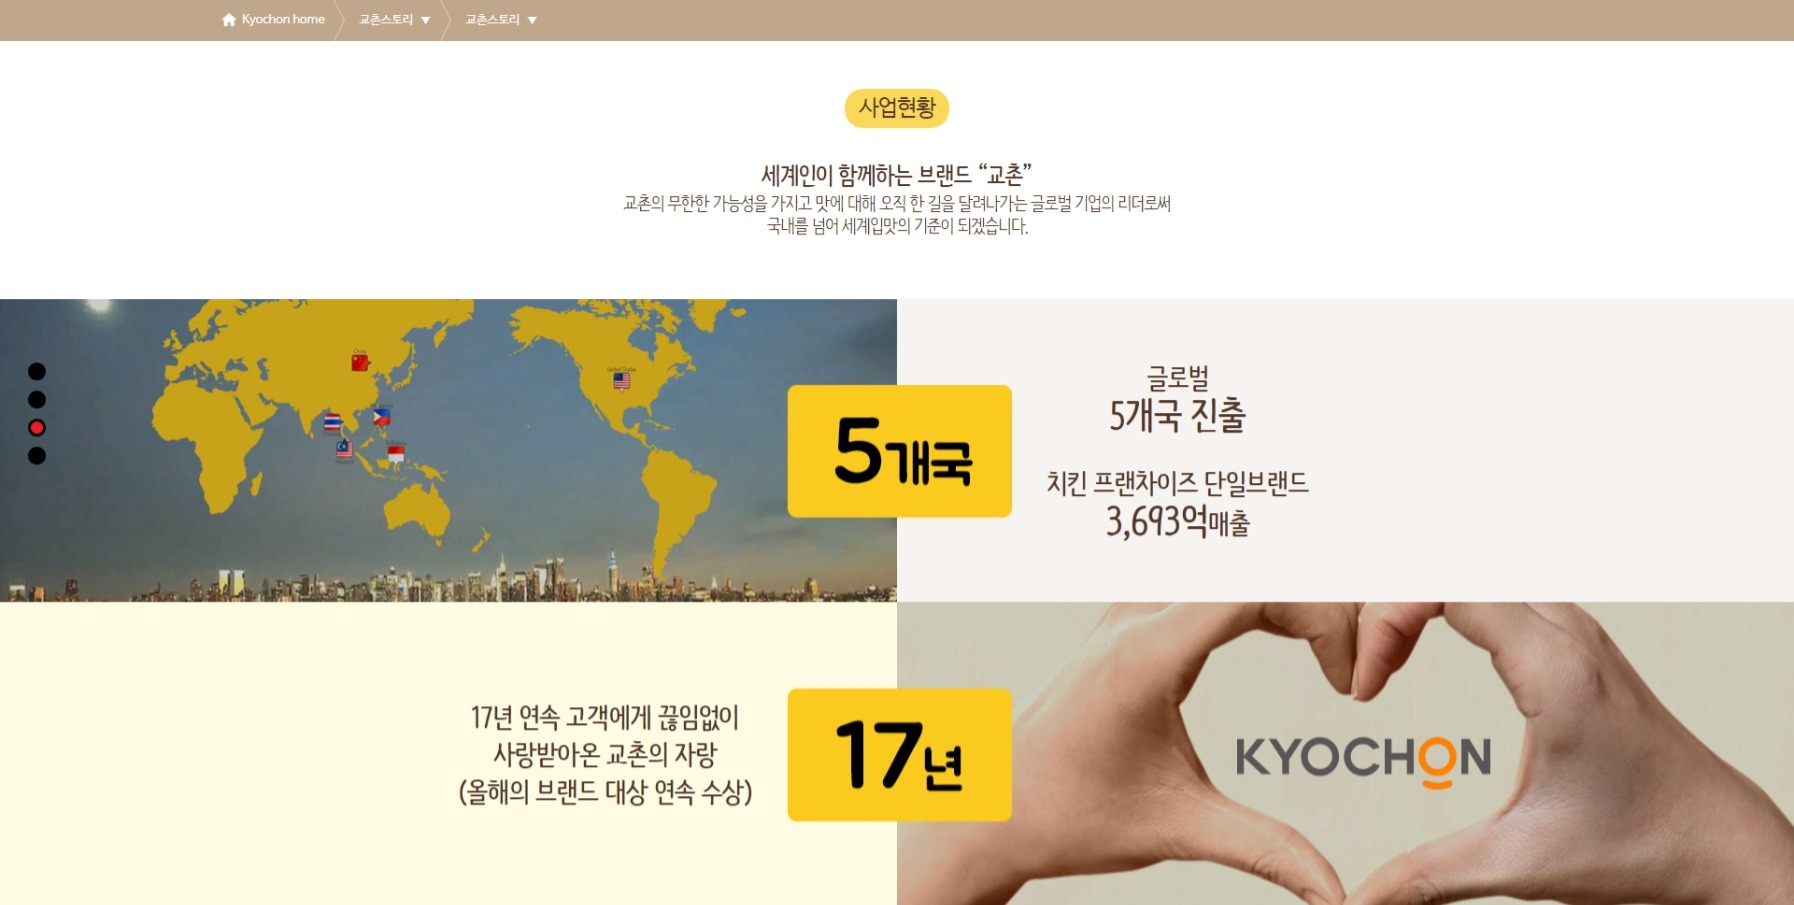 Kyochon home
교촌스토리 ▼
교촌스토리 ▼
사업현황
세계인이 함께하는 브랜드 “교촌”
교촌의 무한한 가능성을 가지고 맛에 대해 오직 한 길을 달려나가는 글로벌 기업의 리더로써
국내를 넘어 세계입맛의 기준이 되겠습니다.
China
United States
Malaysia
5개국
글로벌
5개국 진출
치킨 프랜차이즈 단일브랜드
3,693억매출
17년 연속 고객에게 끊임없이
사랑받아온 교촌의 자랑
(올해의 브랜드 대상 연속 수상)
17년
KYOCHON